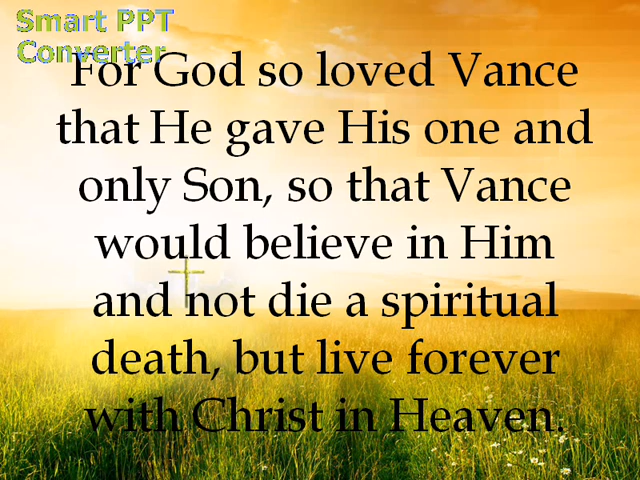 Smart PPT
Converter
For God so loved Vance
that He gave His one and
only Son, so that Vance
would believe in Him
and not die a spiritual
death, but live forever
with Christ in Heaven.